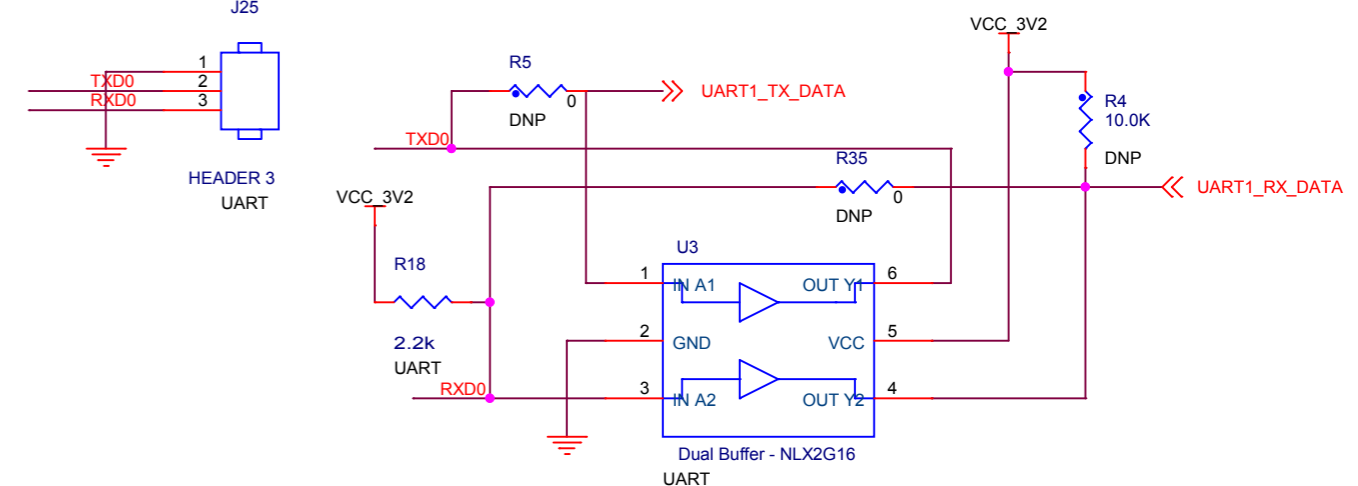 J25
1
2
3
TXD0
RXD0
HEADER 3
UART
R5
0
DNP
UART1_TX_DATA
TXD0
VCC_3V2
R4
10.0K
DNP
R35
0
DNP
UART1_RX_DATA
VCC_3V2
R18
2.2k
UART
RXD0
U3
1
IN A1
OUT Y1
6
2
GND
VCC
5
3
IN A2
OUT Y2
4
Dual Buffer - NLX2G16
UART